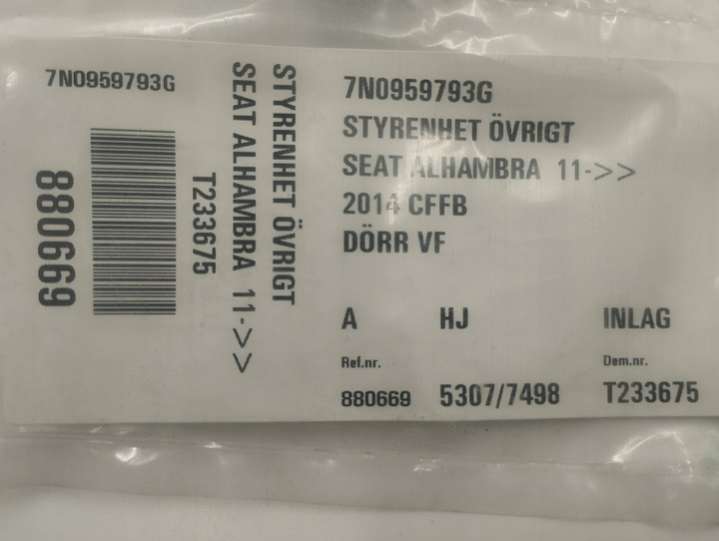 7N0959793G
880669
T233675
STYRENHET ÖVRIGT
SEAT ALHAMBRA 11->>
7N0959793G
STYRENHET ÖVRIGT
SEAT ALHAMBRA 11->>
2014 CFFB
DÖRR VF
A HJ INLAG
Ref.nr. Dem.nr.
880669 5307/7498 T233675